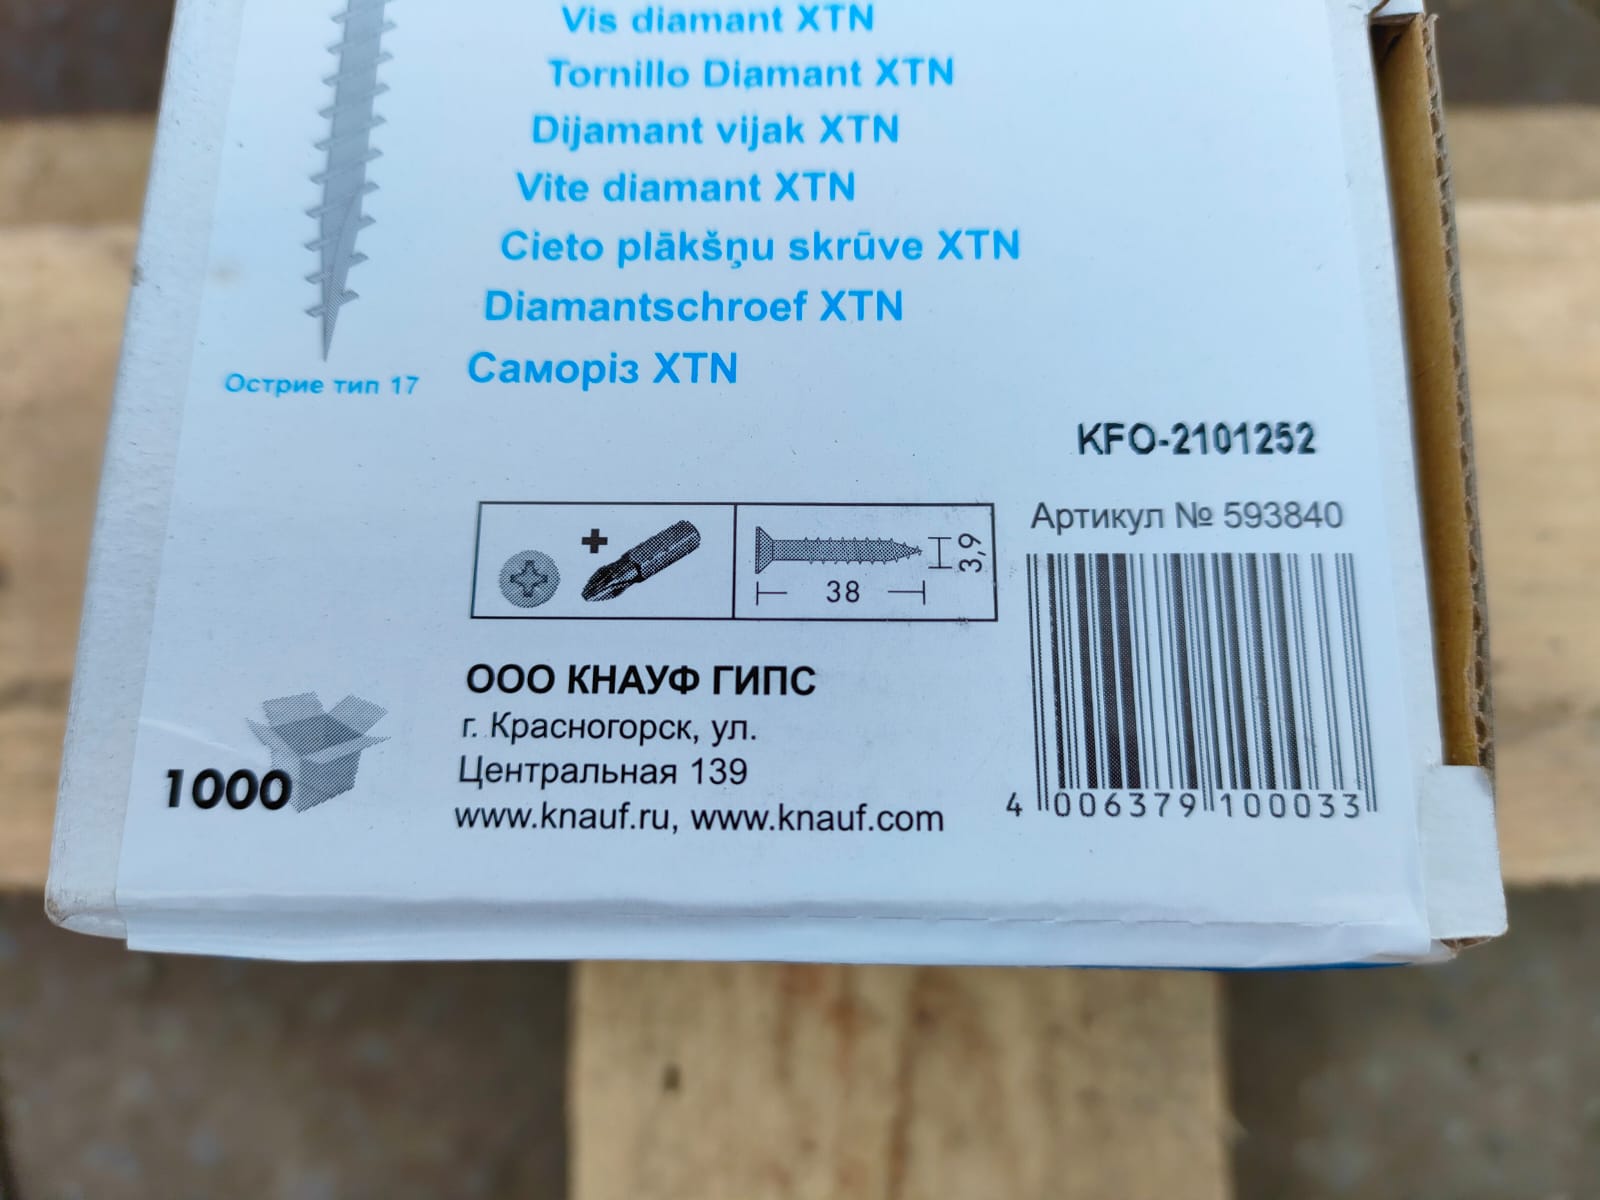 Vis diamant XTN
Tornillo Diamant XTN
Dijamant vijak XTN
Vite diamant XTN
Cieto plākšņu skrūve XTN
Diamantschroef XTN
Саморіз XTN
Острие тип 17
KFO-2101252
Артикул № 593840
38
3,9
4 006379 100033
1000
ООО КНАУФ ГИПС
г. Красногорск, ул.
Центральная 139
www.knauf.ru, www.knauf.com